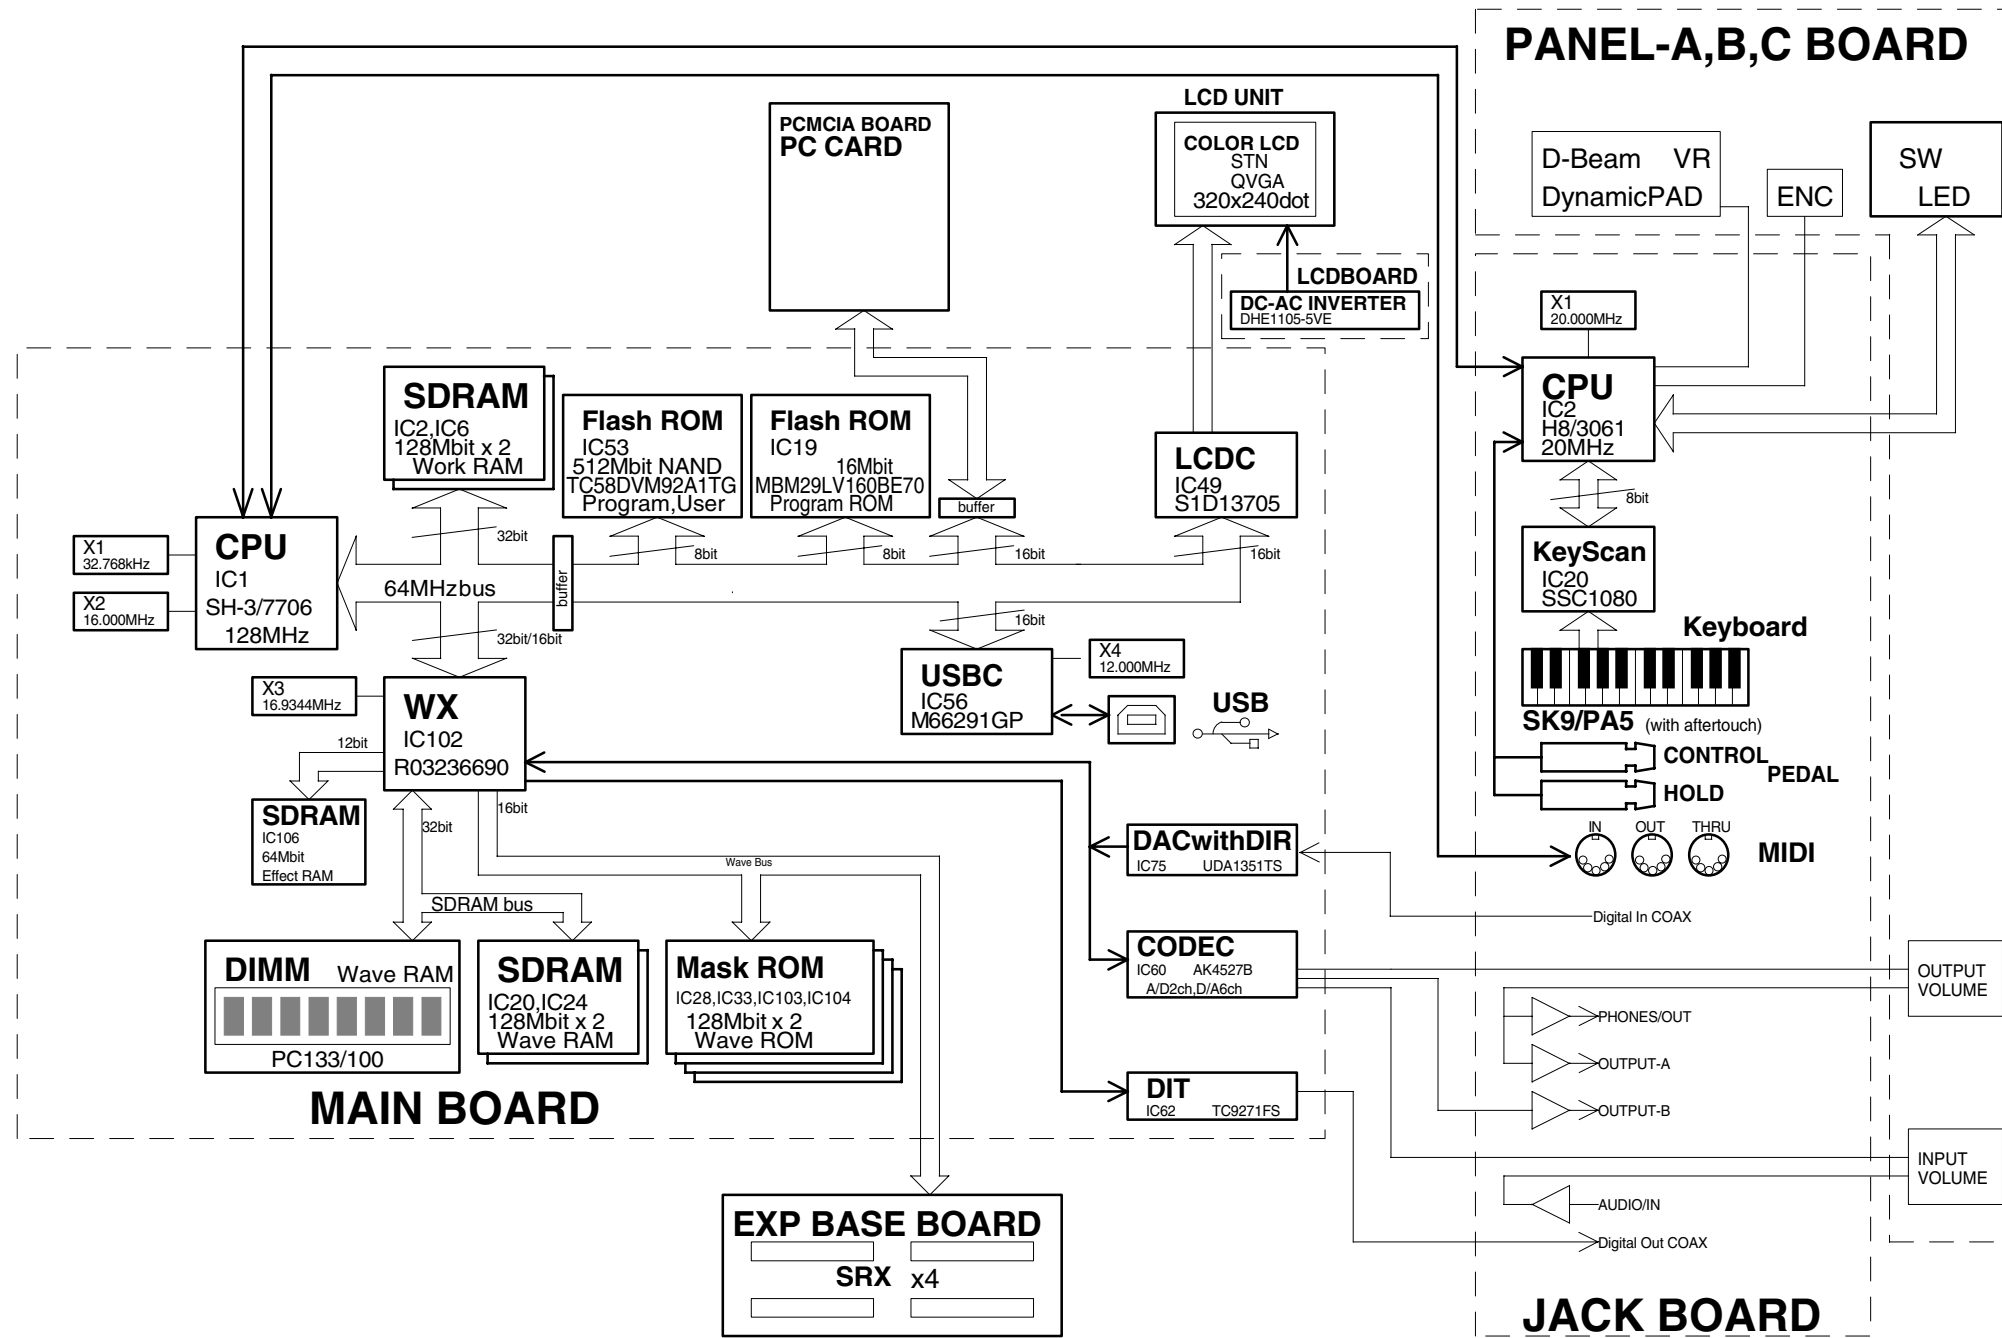 PANEL-A,B,C BOARD
LCD UNIT
PCMCIA BOARD
PC CARD
COLOR LCD
STN
QVGA
320x240dot
D-Beam VR
DynamicPAD
ENC
SW
LED
LCDBOARD
DC-AC INVERTER
DHE1105-5VE
X1
20.000MHz
SDRAM
IC2,IC6
128Mbit x 2
Work RAM
Flash ROM
IC53
512Mbit NAND
TC58DVM92A1TG
Program,User
Flash ROM
IC19
16Mbit
MBM29LV160BE70
Program ROM
buffer
LCDC
IC49
S1D13705
CPU
IC2
H8/3061
20MHz
8bit
X1
32.768kHz
X2
16.000MHz
CPU
IC1
SH-3/7706
128MHz
32bit
8bit
8bit
16bit
16bit
64MHzbus
buffer
32bit/16bit
16bit
KeyScan
IC20
SSC1080
Keyboard
SK9/PA5 (with aftertouch)
X3
16.9344MHz
WX
IC102
R03236690
X4
12.000MHz
USBC
IC56
M66291GP
USB
CONTROL
PEDAL
HOLD
12bit
16bit
32bit
SDRAM
IC106
64Mbit
Effect RAM
IN
OUT
THRU
MIDI
Wave Bus
DACwithDIR
IC75 UDA1351TS
Digital In COAX
SDRAM bus
DIMM Wave RAM
PC133/100
SDRAM
IC20,IC24
128Mbit x 2
Wave RAM
Mask ROM
IC28,IC33,IC103,IC104
128Mbit x 2
Wave ROM
CODEC
IC60 AK4527B
A/D2ch,D/A6ch
OUTPUT
VOLUME
PHONES/OUT
OUTPUT-A
OUTPUT-B
MAIN BOARD
DIT
IC62 TC9271FS
INPUT
VOLUME
AUDIO/IN
Digital Out COAX
EXP BASE BOARD
SRX x4
JACK BOARD